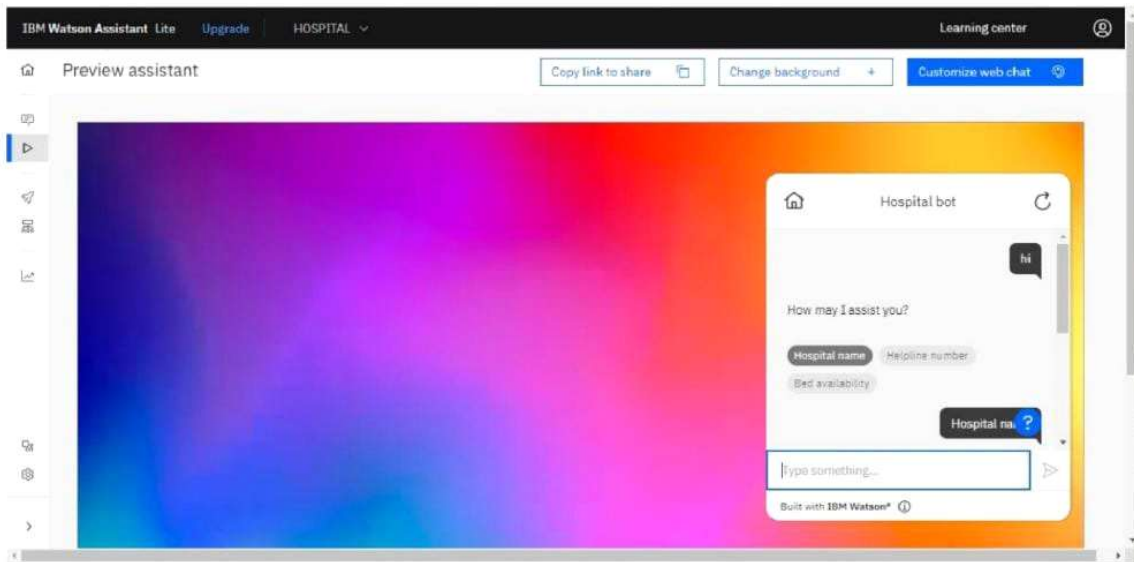 IBM Watson Assistant Lite Upgrade HOSPITAL Learning center
Preview assistant Copy link to share Change background + Customize web chat
Hospital bot
hi
How may I assist you?
Hospital name Helpline number
Bed availability
Hospital ?
Type something...
Built with IBM Watson®